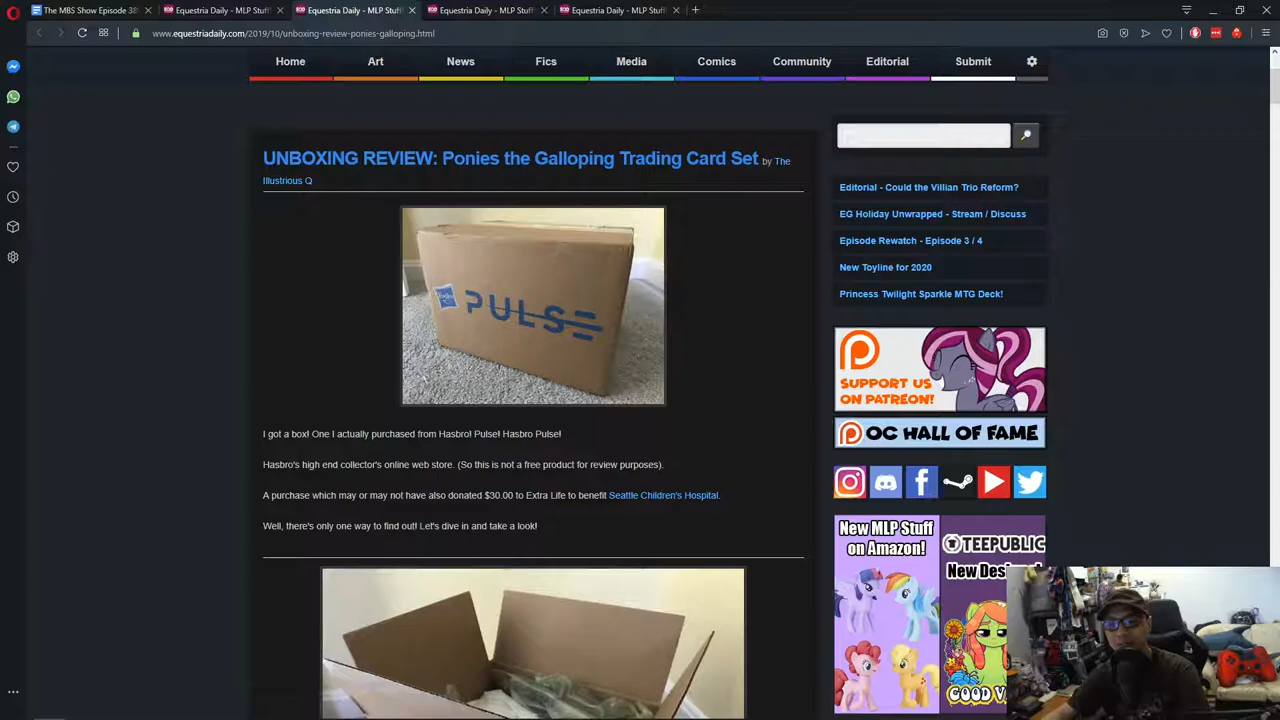 The MBS Show Episode 38
Equestria Daily - MLP Stuff
Equestria Daily - MLP Stuff
Equestria Daily - MLP Stuff
Equestria Daily - MLP Stuff
www.equestriadaily.com/2019/10/unboxing-review-ponies-galloping.html
Home Art News Fics Media Comics Community Editorial Submit
UNBOXING REVIEW: Ponies the Galloping Trading Card Set by The
Illustrious Q
PULSE
I got a box! One I actually purchased from Hasbro! Pulse! Hasbro Pulse!
Hasbro's high end collector's online web store. (So this is not a free product for review purposes).
A purchase which may or may not have also donated $30.00 to Extra Life to benefit Seattle Children's Hospital.
Well, there's only one way to find out! Let's dive in and take a look!
Editorial - Could the Villian Trio Reform?
EG Holiday Unwrapped - Stream / Discuss
Episode Rewatch - Episode 3 / 4
New Toyline for 2020
Princess Twilight Sparkle MTG Deck!
SUPPORT US
ON PATREON!
OC HALL OF FAME
New MLP Stuff
on Amazon!
TEEPUBLIC
New Des
GOOD V